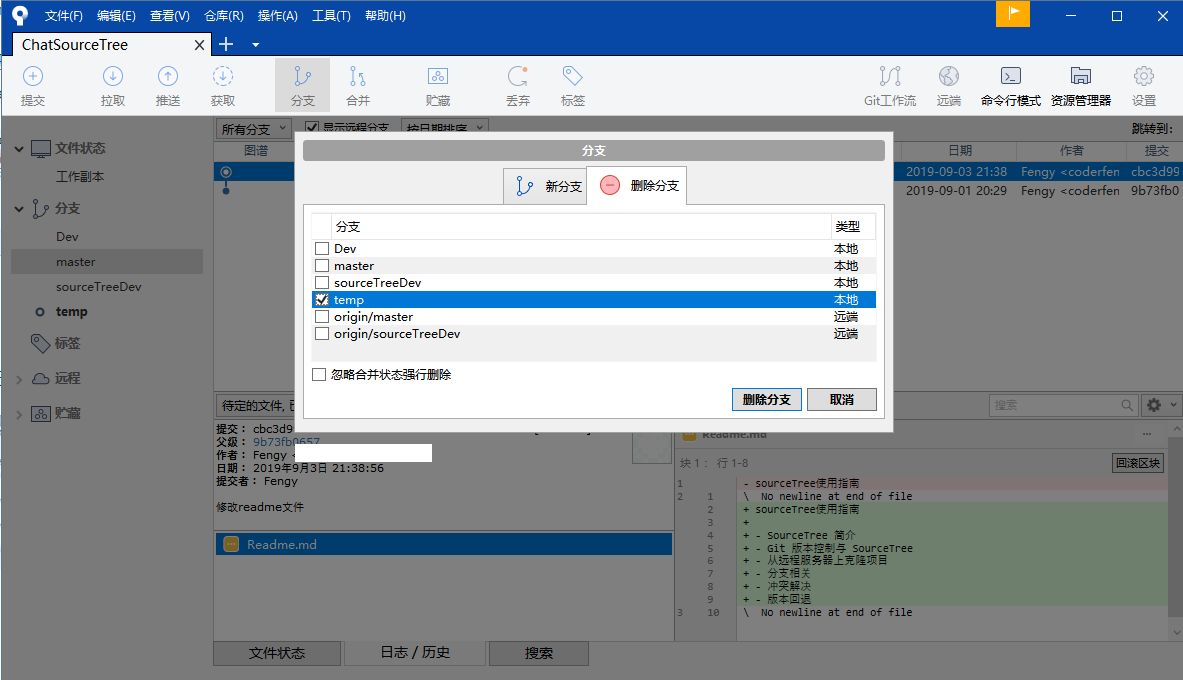 文件(F) 编辑(E) 查看(V) 仓库(R) 操作(A) 工具(T) 帮助(H)
ChatSourceTree
提交 拉取 推送 获取 分支 合并 贮藏 丢弃 标签 Git工作流 远端 命令行模式 资源管理器 设置
文件状态
工作副本
分支
Dev
master
sourceTreeDev
temp
标签
远程
贮藏
所有分支 显示远程分支 按日期排序 跳转到:
图谱 日期 作者 提交
2019-09-03 21:38 Fengy <coderfen cbc3d99
2019-09-01 20:29 Fengy <coderfen 9b73fb0
分支
新分支 删除分支
分支 类型
Dev 本地
master 本地
sourceTreeDev 本地
temp 本地
origin/master 远端
origin/sourceTreeDev 远端
忽略合并状态强行删除
删除分支 取消
待定的文件, 搜索
提交: cbc3d99
父级: 9b73fb0657
作者: Fengy <
日期: 2019年9月3日 21:38:56
提交者: Fengy
修改readme文件
Readme.md
Readme.md
块 1 : 行 1-8 回滚区块
1 - sourceTree使用指南
2 1 \ No newline at end of file
2 + sourceTree使用指南
3 +
4 + - SourceTree 简介
5 + - Git 版本控制与 SourceTree
6 + - 从远程服务器上克隆项目
7 + - 分支相关
8 + - 冲突解决
9 + - 版本回退
3 10 \ No newline at end of file
文件状态 日志 / 历史 搜索